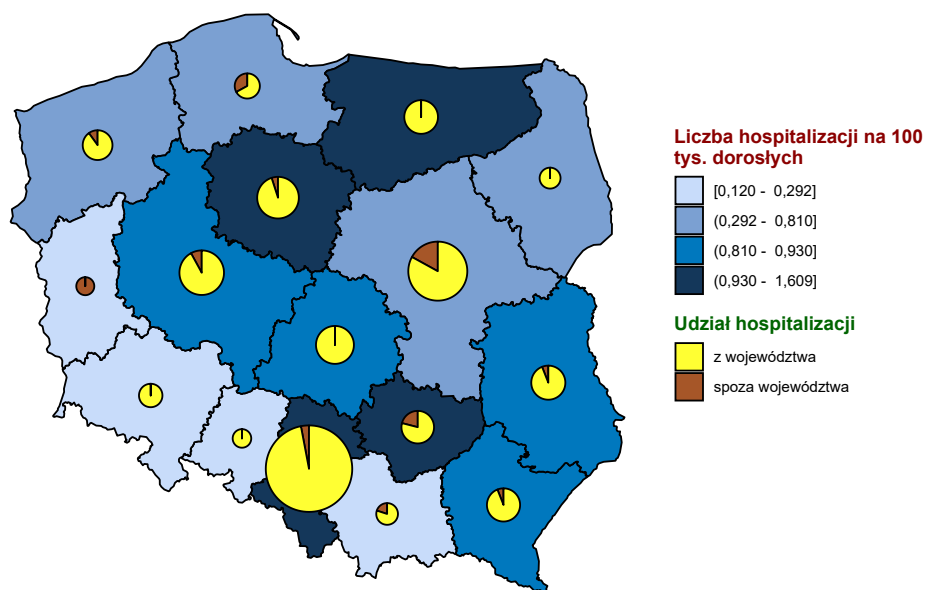 Liczba hospitalizacji na 100
tys. dorosłych
[0,120 - 0,292]
(0,292 - 0,810]
(0,810 - 0,930]
(0,930 - 1,609]
Udział hospitalizacji
z województwa
spoza województwa